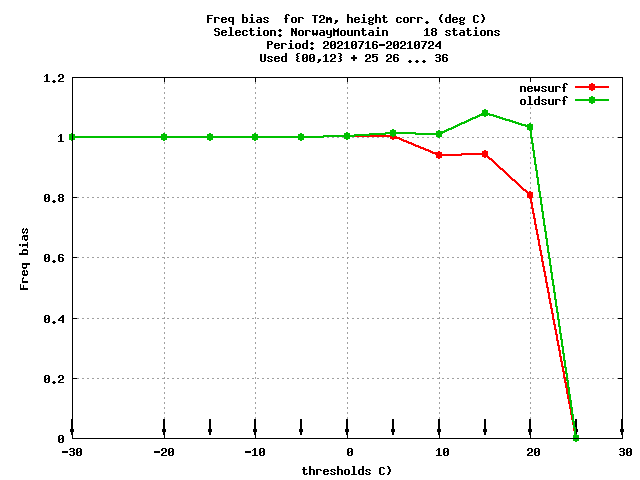 Freq bias  for T2m, height corr. (deg C)
Selection: NorwayMountain     18 stations
Period: 20210716-20210724
Used {00,12} + 25 26 ... 36
newsurf
oldsurf
1.2
1
0.8
0.6
0.4
0.2
0
Freq bias
-30 -20 -10 0 10 20 30
thresholds C)